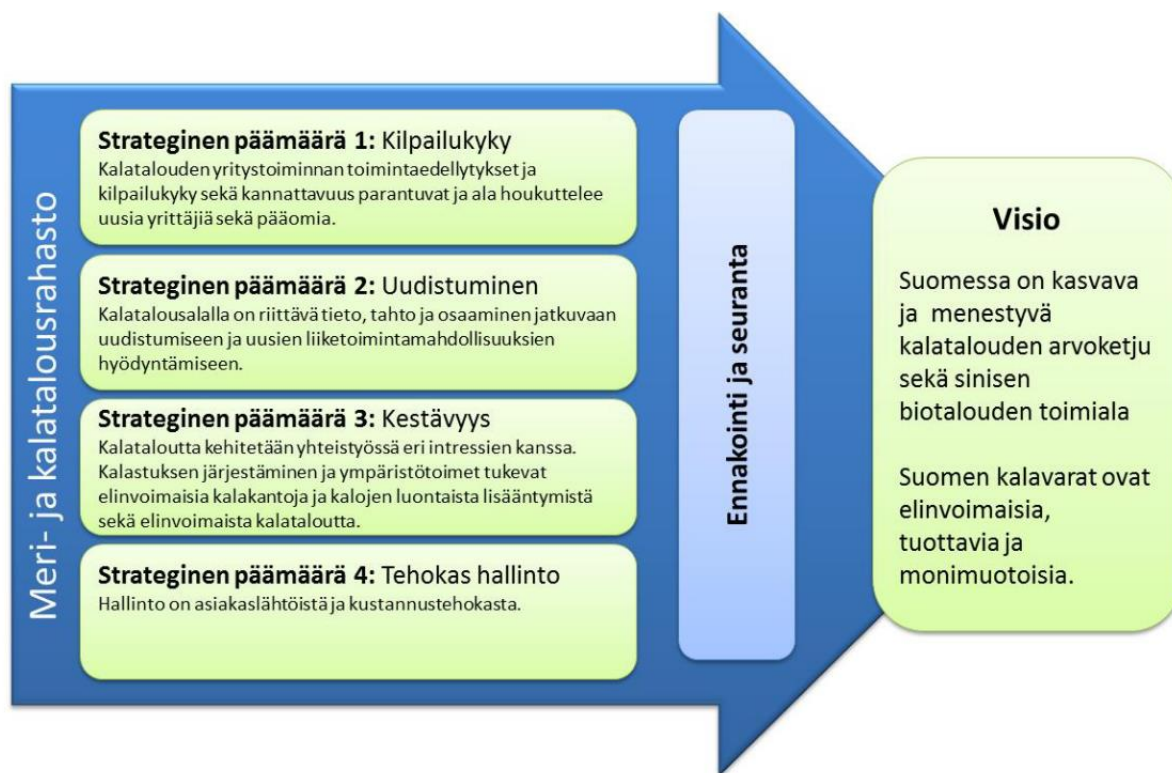 Meri- ja kalatalousrahasto
Strateginen päämäärä 1: Kilpailukyky
Kalatalouden yritystoiminnan toimintaedellytykset ja
kilpailukyky sekä kannattavuus parantuvat ja ala houkuttelee
uusia yrittäjiä sekä pääomia.
Strateginen päämäärä 2: Uudistuminen
Kalatalousalalla on riittävä tieto, tahto ja osaaminen jatkuvaan
uudistumiseen ja uusien liiketoimintamahdollisuuksien
hyödyntämiseen.
Strateginen päämäärä 3: Kestävyys
Kalataloutta kehitetään yhteistyössä eri intressien kanssa.
Kalastuksen järjestäminen ja ympäristötoimet tukevat
elinvoimaisia kalakantoja ja kalojen luontaista lisääntymistä
sekä elinvoimaista kalataloutta.
Strateginen päämäärä 4: Tehokas hallinto
Hallinto on asiakaslähtöistä ja kustannustehokasta.
Ennakointi ja seuranta
Visio
Suomessa on kasvava
ja menestyvä
kalatalouden arvoketju
sekä sinisen
biotalouden toimiala
Suomen kalavarat ovat
elinvoimaisia,
tuottavia ja
monimuotoisia.